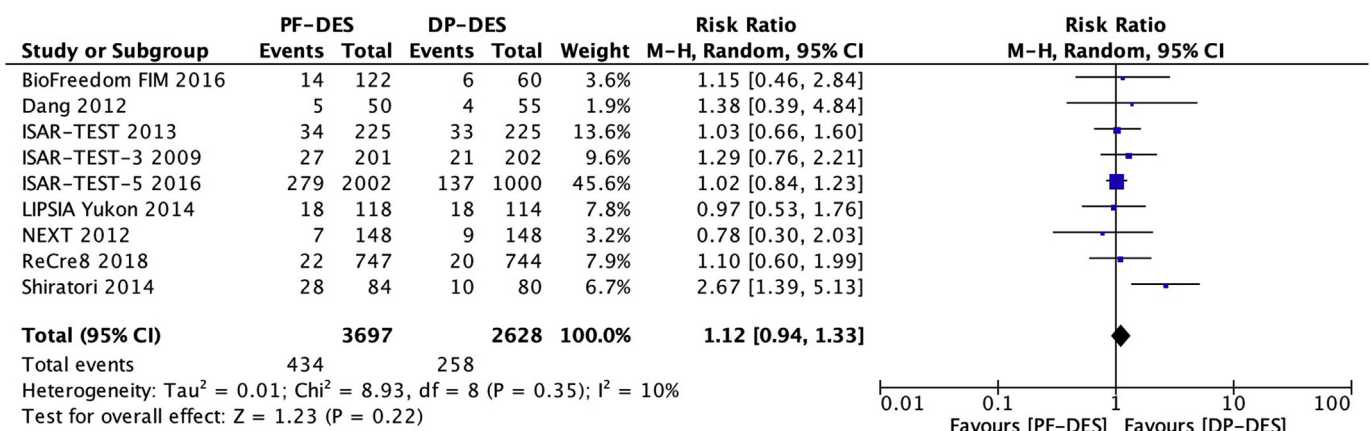 PF-DES DP-DES Risk Ratio Risk Ratio
Study or Subgroup Events Total Events Total Weight M-H, Random, 95% CI M-H, Random, 95% CI
BioFreedom FIM 2016 14 122 6 60 3.6% 1.15 [0.46, 2.84]
Dang 2012 5 50 4 55 1.9% 1.38 [0.39, 4.84]
ISAR-TEST 2013 34 225 33 225 13.6% 1.03 [0.66, 1.60]
ISAR-TEST-3 2009 27 201 21 202 9.6% 1.29 [0.76, 2.21]
ISAR-TEST-5 2016 279 2002 137 1000 45.6% 1.02 [0.84, 1.23]
LIPSIA Yukon 2014 18 118 18 114 7.8% 0.97 [0.53, 1.76]
NEXT 2012 7 148 9 148 3.2% 0.78 [0.30, 2.03]
ReCre8 2018 22 747 20 744 7.9% 1.10 [0.60, 1.99]
Shiratori 2014 28 84 10 80 6.7% 2.67 [1.39, 5.13]
Total (95% CI) 3697 2628 100.0% 1.12 [0.94, 1.33]
Total events 434 258
Heterogeneity: Tau² = 0.01; Chi² = 8.93, df = 8 (P = 0.35); I² = 10%
Test for overall effect: Z = 1.23 (P = 0.22)
0.01 0.1 1 10 100
Favours [PF-DES] Favours [DP-DES]